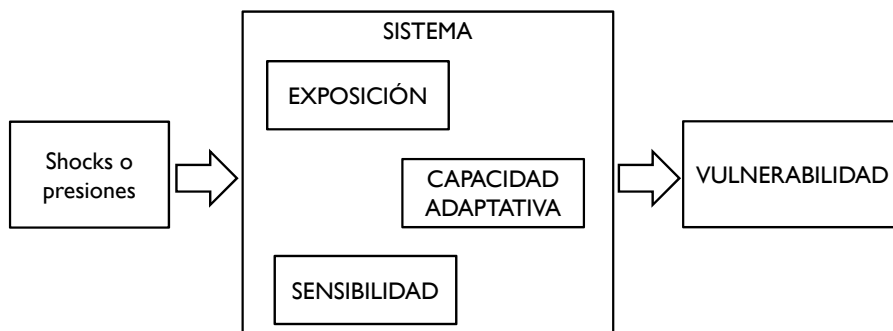 SISTEMA
EXPOSICIÓN
Shocks o
presiones
CAPACIDAD
ADAPTATIVA
VULNERABILIDAD
SENSIBILIDAD